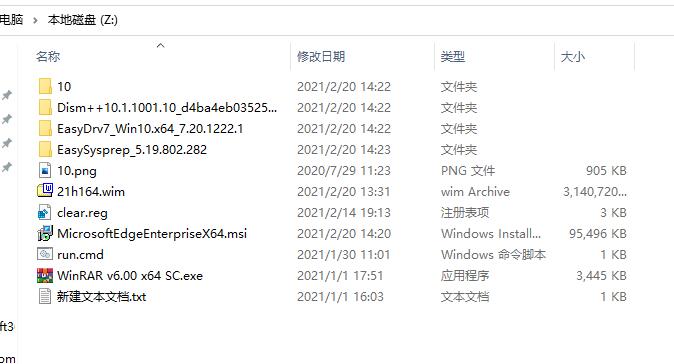 电脑 > 本地磁盘 (Z:)
名称 修改日期 类型 大小
10 2021/2/20 14:22 文件夹
Dism++10.1.1001.10_d4ba4eb03525... 2021/2/20 14:22 文件夹
EasyDrv7_Win10.x64_7.20.1222.1 2021/2/20 14:22 文件夹
EasySysprep_5.19.802.282 2021/2/20 14:23 文件夹
10.png 2020/7/29 11:23 PNG 文件 905 KB
21h164.wim 2021/2/20 13:31 wim Archive 3,140,720...
clear.reg 2021/2/14 19:13 注册表项 3 KB
MicrosoftEdgeEnterpriseX64.msi 2021/2/20 14:20 Windows Install... 95,496 KB
run.cmd 2021/1/30 11:01 Windows 命令脚本 1 KB
WinRAR v6.00 x64 SC.exe 2021/1/1 17:51 应用程序 3,445 KB
新建文本文档.txt 2021/1/1 16:03 文本文档 1 KB
ft3
om